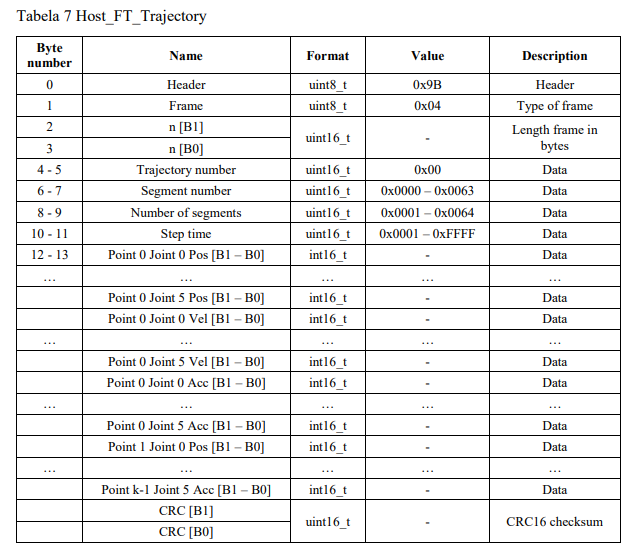 Tabela 7 Host_FT_Trajectory
Byte number Name Format Value Description
0 Header uint8_t 0x9B Header
1 Frame uint8_t 0x04 Type of frame
2 n [B1] uint16_t - Length frame in bytes
3 n [B0]
4 - 5 Trajectory number uint16_t 0x00 Data
6 - 7 Segment number uint16_t 0x0000 – 0x0063 Data
8 - 9 Number of segments uint16_t 0x0001 – 0x0064 Data
10 - 11 Step time uint16_t 0x0001 – 0xFFFF Data
12 - 13 Point 0 Joint 0 Pos [B1 – B0] int16_t - Data
… … … … …
Point 0 Joint 5 Pos [B1 – B0] int16_t - Data
Point 0 Joint 0 Vel [B1 – B0] int16_t - Data
… … … … …
Point 0 Joint 5 Vel [B1 – B0] int16_t - Data
Point 0 Joint 0 Acc [B1 – B0] int16_t - Data
… … … … …
Point 0 Joint 5 Acc [B1 – B0] int16_t - Data
Point 1 Joint 0 Pos [B1 – B0] int16_t - Data
… … … … …
Point k-1 Joint 5 Acc [B1 – B0] int16_t - Data
CRC [B1] uint16_t - CRC16 checksum
CRC [B0]